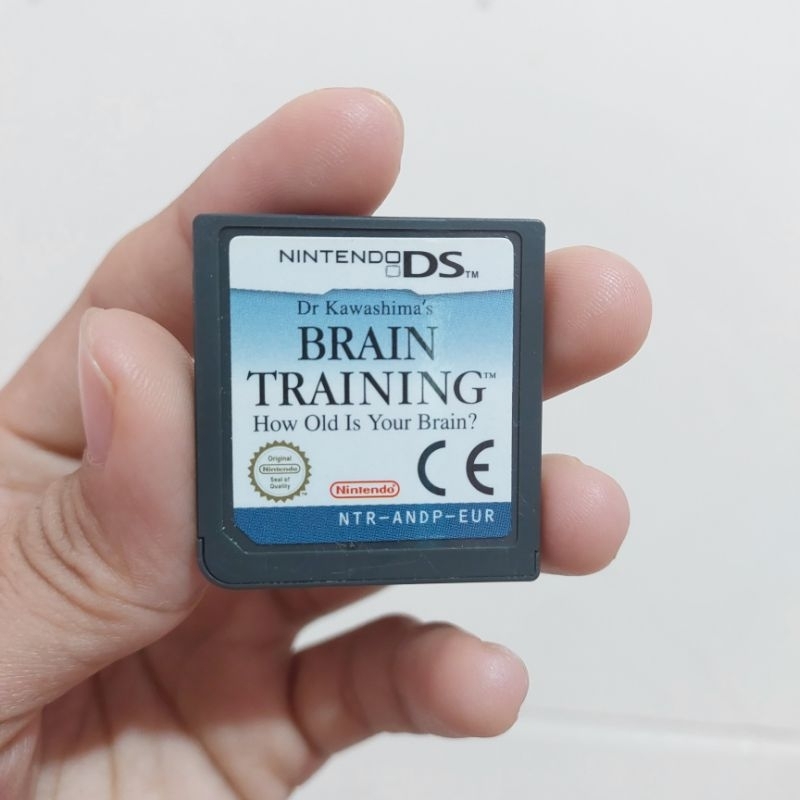 NINTENDO DS™
Dr Kawashima's
BRAIN
TRAINING™
How Old Is Your Brain?
Original
Nintendo
Seal of
Quality
TM
Nintendo
CE
NTR-ANDP-EUR